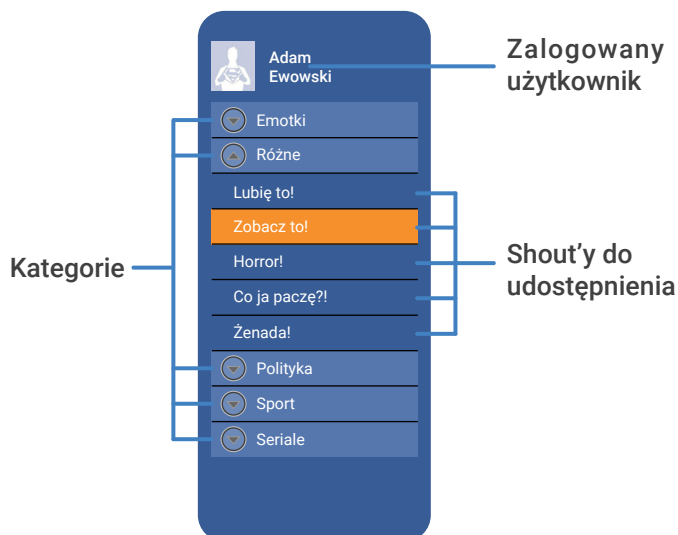 Adam
Ewowski
Zalogowany
użytkownik
Emotki
Różne
Lubię to!
Zobacz to!
Horror!
Co ja paczę?!
Żenada!
Polityka
Sport
Seriale
Kategorie
Shout'y do
udostępnienia